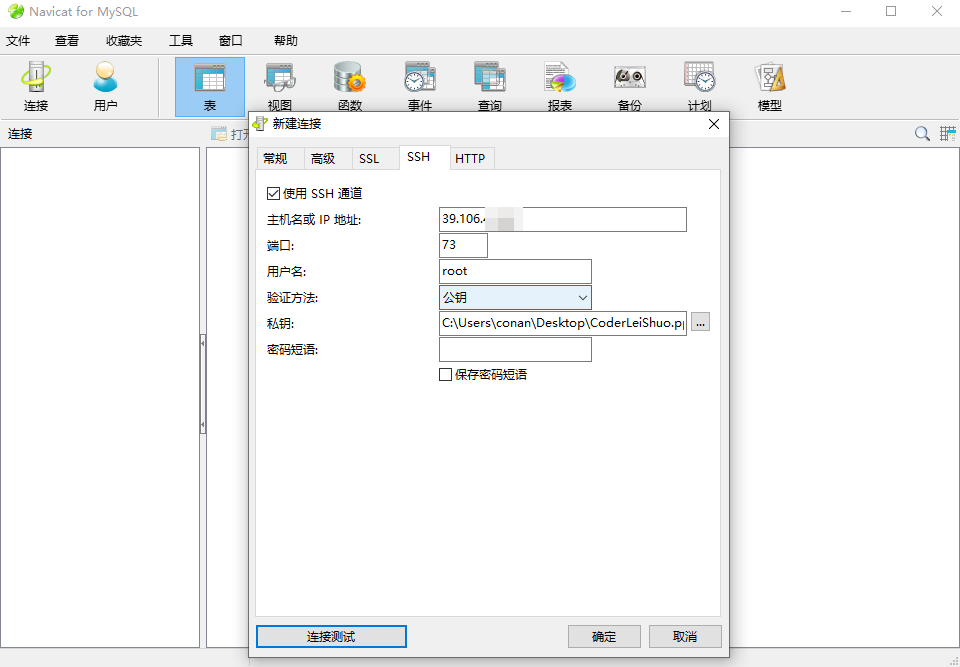 Navicat for MySQL
文件 查看 收藏夹 工具 窗口 帮助
连接 用户 表 视图 函数 事件 查询 报表 备份 计划 模型
连接
新建连接
常规 高级 SSL SSH HTTP
使用 SSH 通道
主机名或 IP 地址: 39.106.
端口: 73
用户名: root
验证方法: 公钥
私钥: C:\Users\conan\Desktop\CoderLeiShuo.p ...
密码短语:
保存密码短语
连接测试 确定 取消